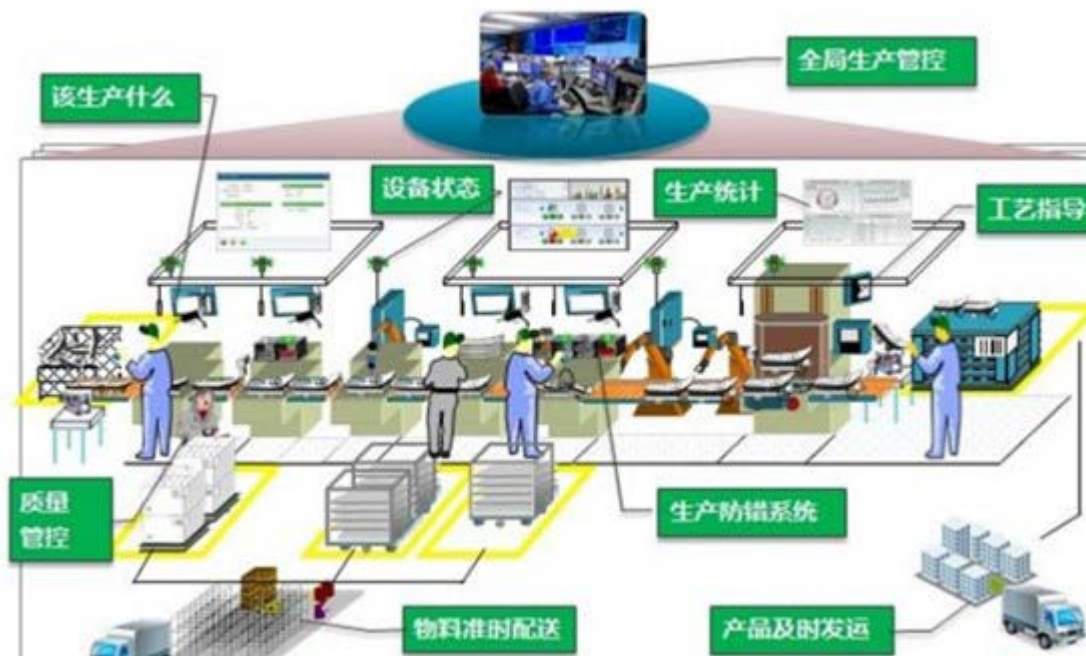 全局生产管控
该生产什么
设备状态
生产统计
工艺指导
质量
管控
生产防错系统
物料准时配送
产品及时发运